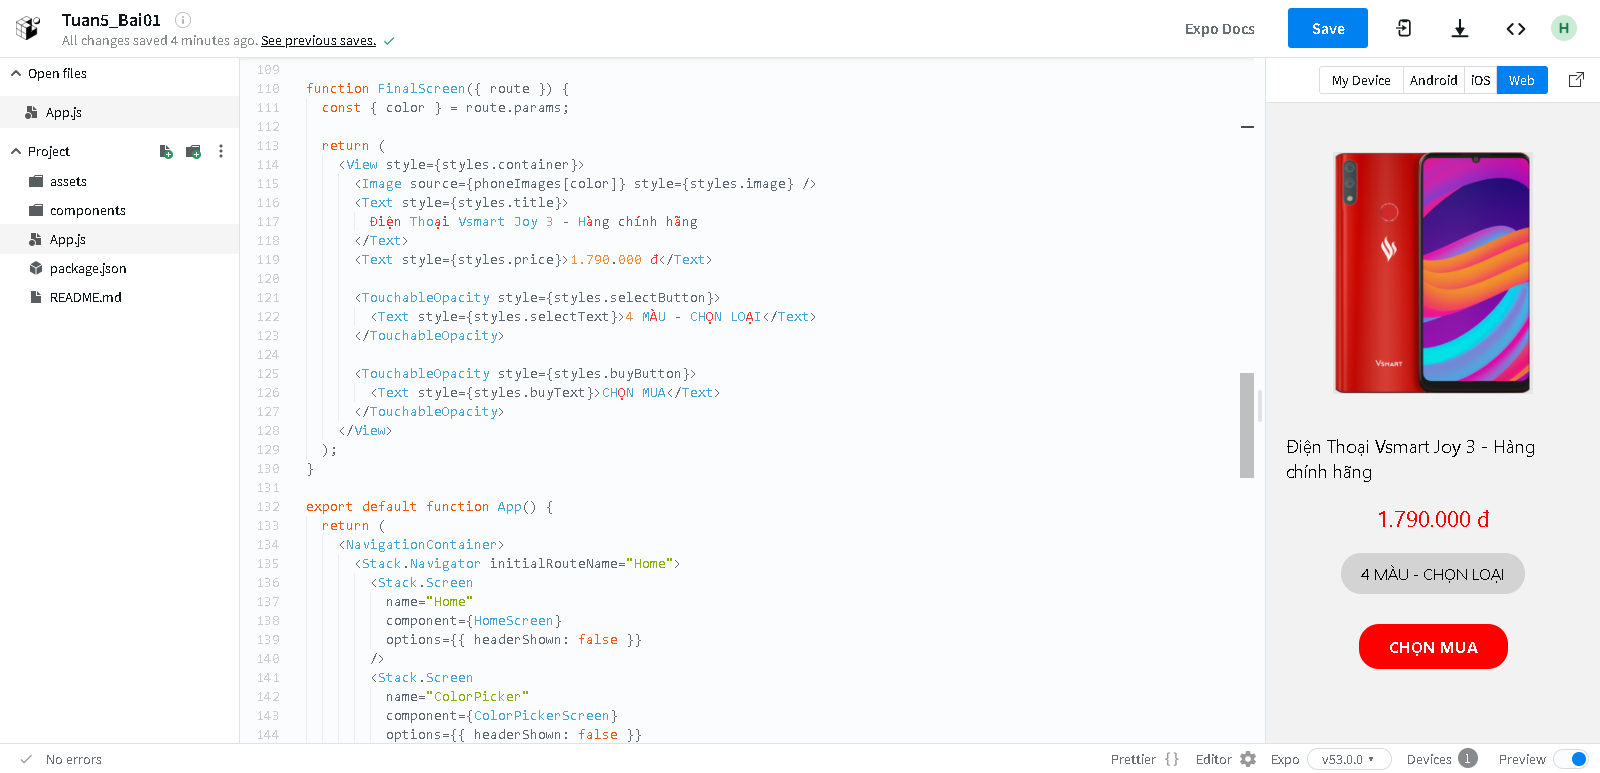 Tuan5_Bai01
All changes saved 4 minutes ago. See previous saves.
Expo Docs
Save
H
Open files
App.js
Project
assets
components
App.js
package.json
README.md
109
110 function FinalScreen({ route }) {
111 const { color } = route.params;
112
113 return (
114 <View style={styles.container}>
115 <Image source={phoneImages[color]} style={styles.image} />
116 <Text style={styles.title}>
117 Điện Thoại Vsmart Joy 3 - Hàng chính hãng
118 </Text>
119 <Text style={styles.price}>1.790.000 đ</Text>
120
121 <TouchableOpacity style={styles.selectButton}>
122 <Text style={styles.selectText}>4 MÀU - CHỌN LOẠI</Text>
123 </TouchableOpacity>
124
125 <TouchableOpacity style={styles.buyButton}>
126 <Text style={styles.buyText}>CHỌN MUA</Text>
127 </TouchableOpacity>
128 </View>
129 );
130 }
131
132 export default function App() {
133 return (
134 <NavigationContainer>
135 <Stack.Navigator initialRouteName="Home">
136 <Stack.Screen
137 name="Home"
138 component={HomeScreen}
139 options={{ headerShown: false }}
140 />
141 <Stack.Screen
142 name="ColorPicker"
143 component={ColorPickerScreen}
144 options={{ headerShown: false }}
My Device Android iOS Web
VSMART
Điện Thoại Vsmart Joy 3 - Hàng
chính hãng
1.790.000 đ
4 MÀU - CHỌN LOẠI
CHỌN MUA
No errors
Prettier { } Editor Expo v53.0.0 Devices 1 Preview